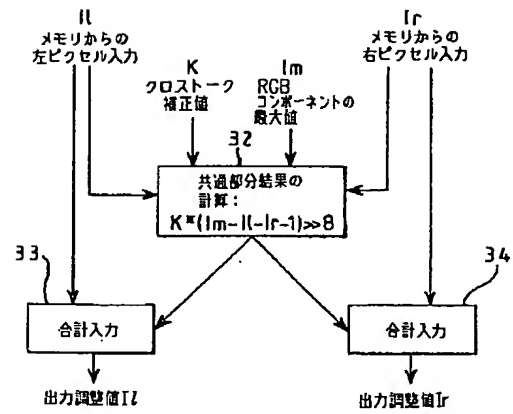 Il
メモリからの
左ピクセル入力
Ir
メモリからの
右ピクセル入力
K
クロストーク
補正値
Im
RGB
コンポーネントの
最大値
32
共通部分結果の
計算:
K*(Im-Il-Ir-1)≫8
33
合計入力
34
合計入力
出力調整値Il
出力調整値Ir